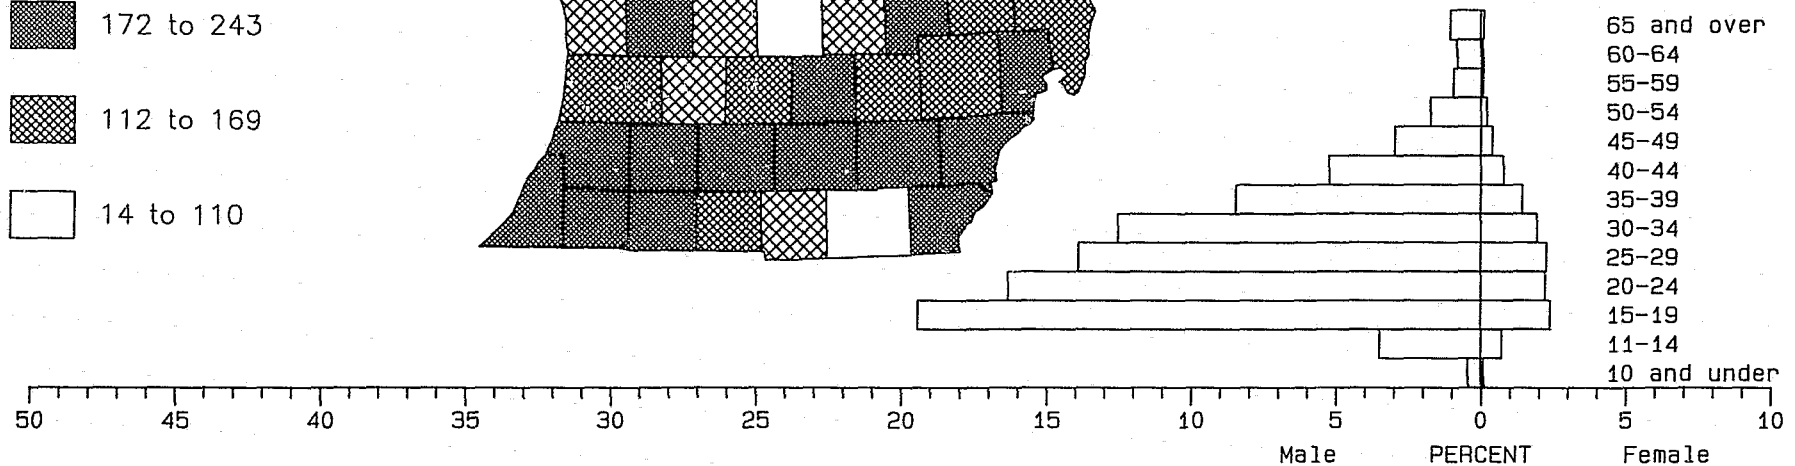 172 to 243
112 to 169
14 to 110
65 and over
60-64
55-59
50-54
45-49
40-44
35-39
30-34
25-29
20-24
15-19
11-14
10 and under
50 45 40 35 30 25 20 15 10 5 0 5 10
Male PERCENT Female